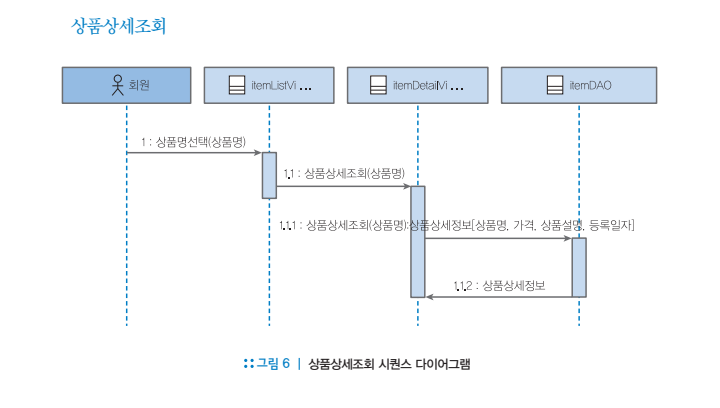 상품상세조회
회원
itemListVi ...
itemDetailVi ...
itemDAO
1 : 상품명선택(상품명)
1.1 : 상품상세조회(상품명)
1.1.1 : 상품상세조회(상품명):상품상세정보[상품명, 가격, 상품설명, 등록일자]
1.1.2 : 상품상세정보
그림 6 | 상품상세조회 시퀀스 다이어그램